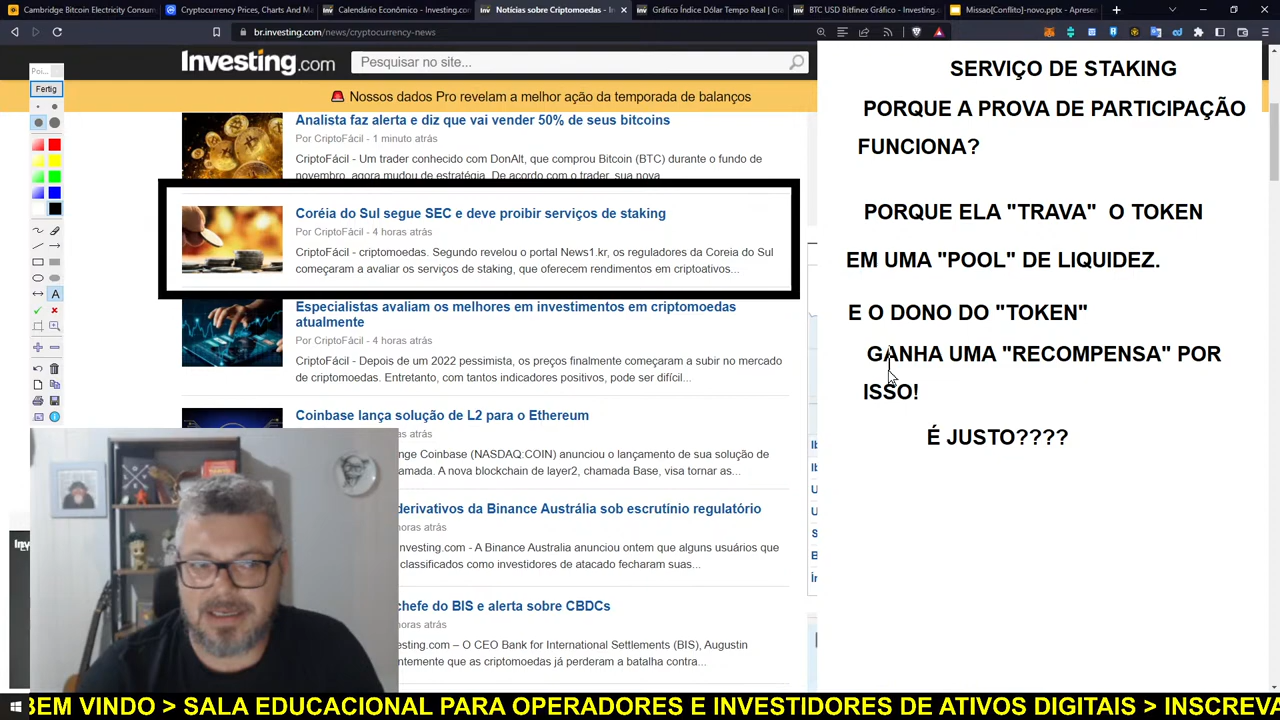 Cambridge Bitcoin Electricity Consum
Cryptocurrency Prices, Charts And M
Calendário Econômico - Investing.com
Notícias sobre Criptomoedas - In
Gráfico Índice Dólar Tempo Real | Gra
BTC USD Bitfinex Gráfico – Investing.
Missao[Conflito]-novo.pptx - Aprese
br.investing.com/news/cryptocurrency-news
Investing.com
Pesquisar no site...
Nossos dados Pro revelam a melhor ação da temporada de balanços
Poi...
Fertig
Analista faz alerta e diz que vai vender 50% de seus bitcoins
Por CriptoFácil - 1 minuto atrás
CriptoFácil - Um trader conhecido com DonAlt, que comprou Bitcoin (BTC) durante o fundo de
novembro, agora mudou de estratégia. De acordo com o trader, sua nova
Coréia do Sul segue SEC e deve proibir serviços de staking
Por CriptoFácil - 4 horas atrás
CriptoFácil - criptomoedas. Segundo revelou o portal News1.kr, os reguladores da Coreia do Sul
começaram a avaliar os serviços de staking, que oferecem rendimentos em criptoativos...
Especialistas avaliam os melhores em investimentos em criptomoedas
atualmente
Por CriptoFácil - 4 horas atrás
CriptoFácil - Depois de um 2022 pessimista, os preços finalmente começaram a subir no mercado
de criptomoedas. Entretanto, com tantos indicadores positivos, pode ser difícil...
Coinbase lança solução de L2 para o Ethereum
oras atrás
nge Coinbase (NASDAQ:COIN) anunciou o lançamento de sua solução de
amada. A nova blockchain de layer2, chamada Base, visa tornar as...
derivativos da Binance Austrália sob escrutínio regulatório
horas atrás
nvesting.com - A Binance Australia anunciou ontem que alguns usuários que
classificados como investidores de atacado fecharam suas...
chefe do BIS e alerta sobre CBDCs
oras atrás
nvesting.com – O CEO Bank for International Settlements (BIS), Augustin
ntemente que as criptomoedas já perderam a batalha contra...
SERVIÇO DE STAKING
PORQUE A PROVA DE PARTICIPAÇÃO
FUNCIONA?
PORQUE ELA "TRAVA" O TOKEN
EM UMA "POOL" DE LIQUIDEZ.
E O DONO DO "TOKEN"
GANHA UMA "RECOMPENSA" POR
ISSO!
É JUSTO????
BEM VINDO > SALA EDUCACIONAL PARA OPERADORES E INVESTIDORES DE ATIVOS DIGITAIS > INSCREVA